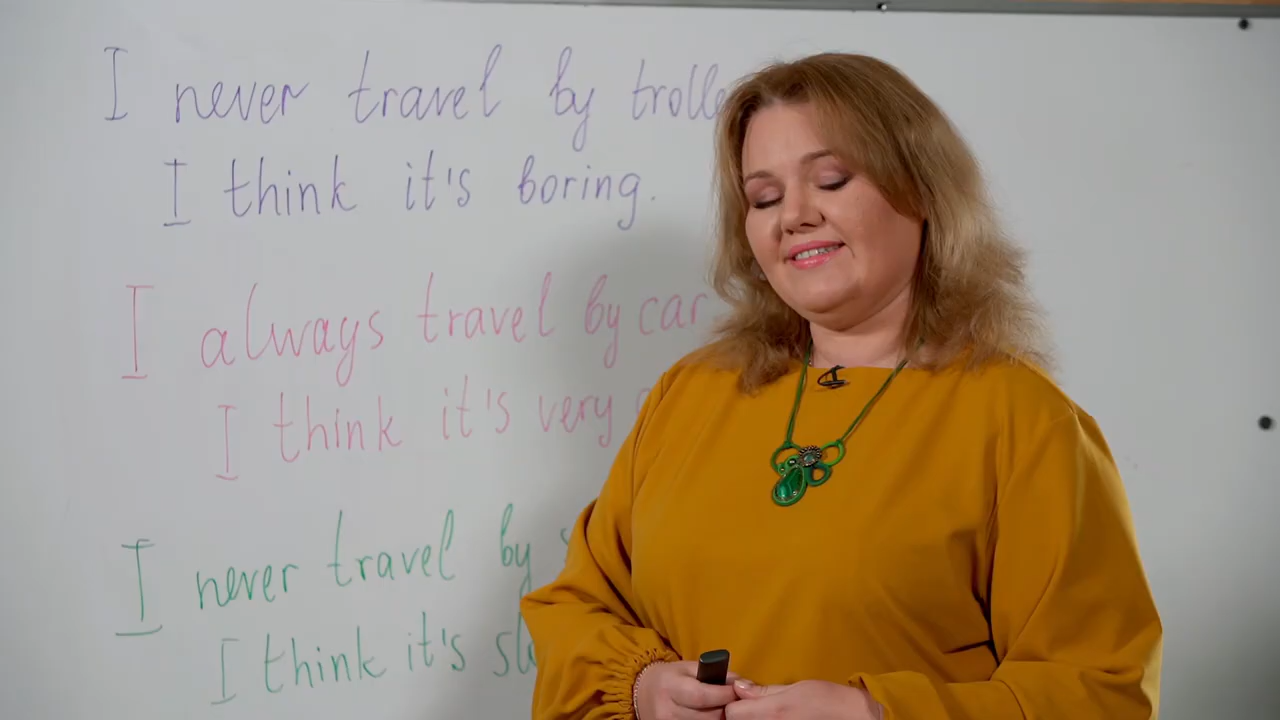 I never travel by
I think it's boring.
I always travel by car
I think it's very
I never travel by
I think it's